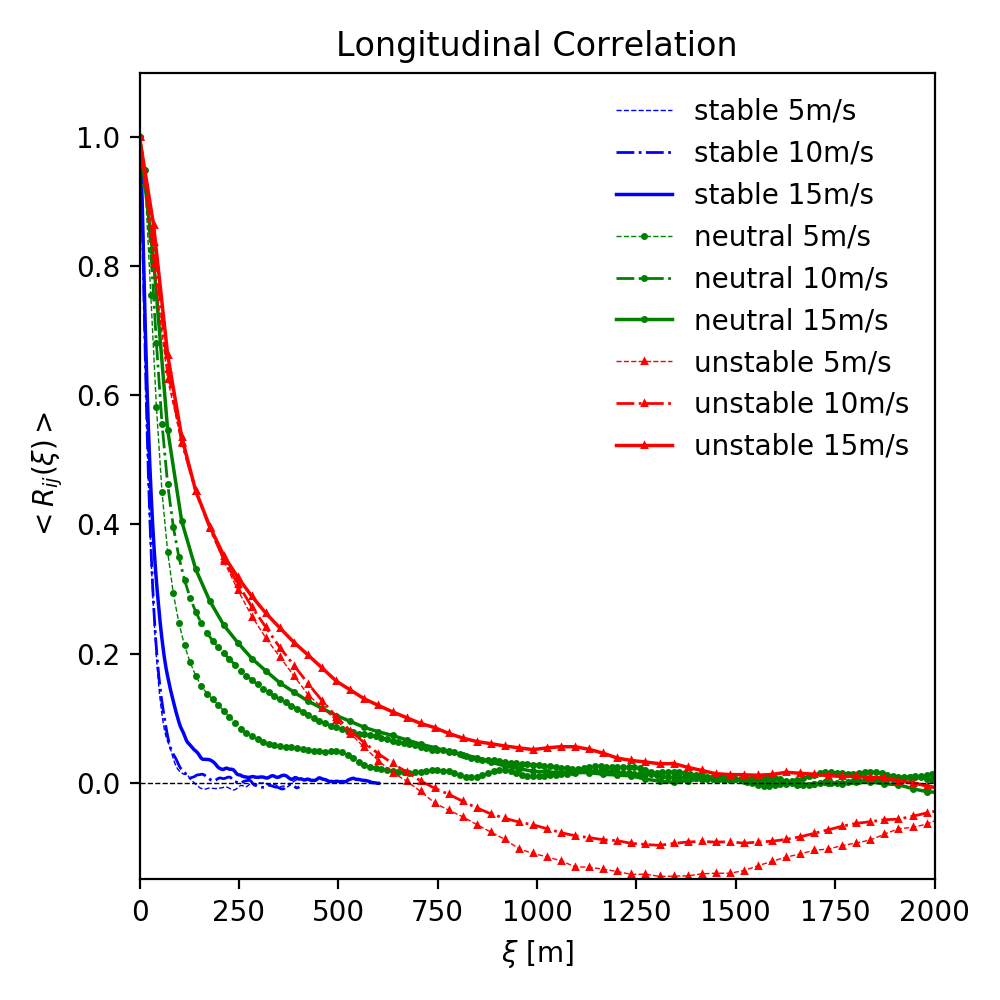 Longitudinal Correlation
< R_{ij}(ξ) >
1.0
0.8
0.6
0.4
0.2
0.0
stable 5m/s
stable 10m/s
stable 15m/s
neutral 5m/s
neutral 10m/s
neutral 15m/s
unstable 5m/s
unstable 10m/s
unstable 15m/s
0 250 500 750 1000 1250 1500 1750 2000
ξ [m]